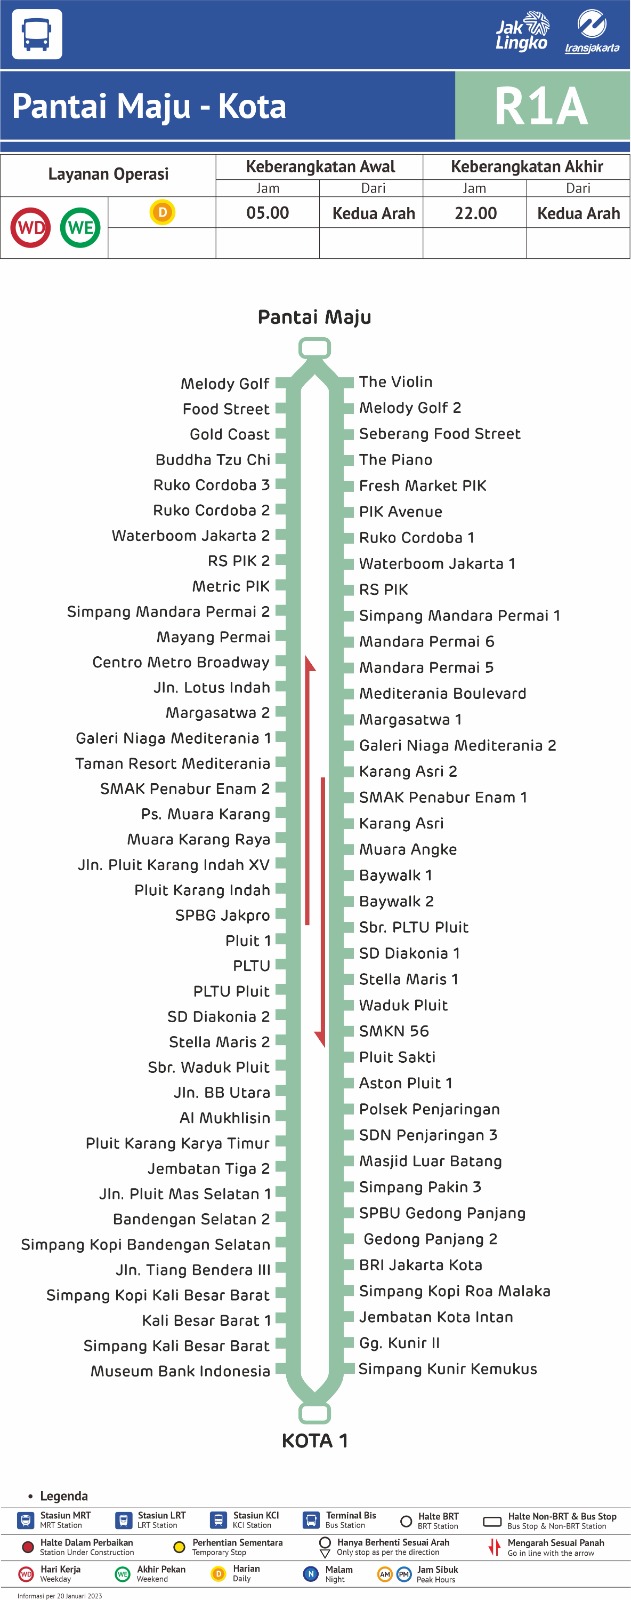 Jak
Lingko
transjakarta
Pantai Maju - Kota
R1A
Layanan Operasi
Keberangkatan Awal
Keberangkatan Akhir
Jam
Dari
Jam
Dari
WD
WE
D
05.00
Kedua Arah
22.00
Kedua Arah
Pantai Maju
Melody Golf
Food Street
Gold Coast
Buddha Tzu Chi
Ruko Cordoba 3
Ruko Cordoba 2
Waterboom Jakarta 2
RS PIK 2
Metric PIK
Simpang Mandara Permai 2
Mayang Permai
Centro Metro Broadway
Jln. Lotus Indah
Margasatwa 2
Galeri Niaga Mediterania 1
Taman Resort Mediterania
SMAK Penabur Enam 2
Ps. Muara Karang
Muara Karang Raya
Jln. Pluit Karang Indah XV
Pluit Karang Indah
SPBG Jakpro
Pluit 1
PLTU
PLTU Pluit
SD Diakonia 2
Stella Maris 2
Sbr. Waduk Pluit
Jln. BB Utara
Al Mukhlisin
Pluit Karang Karya Timur
Jembatan Tiga 2
Jln. Pluit Mas Selatan 1
Bandengan Selatan 2
Simpang Kopi Bandengan Selatan
Jln. Tiang Bendera III
Simpang Kopi Kali Besar Barat
Kali Besar Barat 1
Simpang Kali Besar Barat
Museum Bank Indonesia
The Violin
Melody Golf 2
Seberang Food Street
The Piano
Fresh Market PIK
PIK Avenue
Ruko Cordoba 1
Waterboom Jakarta 1
RS PIK
Simpang Mandara Permai 1
Mandara Permai 6
Mandara Permai 5
Mediterania Boulevard
Margasatwa 1
Galeri Niaga Mediterania 2
Karang Asri 2
SMAK Penabur Enam 1
Karang Asri
Muara Angke
Baywalk 1
Baywalk 2
Sbr. PLTU Pluit
SD Diakonia 1
Stella Maris 1
Waduk Pluit
SMKN 56
Pluit Sakti
Aston Pluit 1
Polsek Penjaringan
SDN Penjaringan 3
Masjid Luar Batang
Simpang Pakin 3
SPBU Gedong Panjang
Gedong Panjang 2
BRI Jakarta Kota
Simpang Kopi Roa Malaka
Jembatan Kota Intan
Gg. Kunir II
Simpang Kunir Kemukus
KOTA 1
• Legenda
Stasiun MRT
MRT Station
Stasiun LRT
LRT Station
Stasiun KCI
KCI Station
Terminal Bis
Bus Station
Halte BRT
BRT Station
Halte Non-BRT & Bus Stop
Bus Stop & Non-BRT Station
Halte Dalam Perbaikan
Station Under Construction
Perhentian Sementara
Temporary Stop
Hanya Berhenti Sesuai Arah
Only stop as per the direction
Mengarah Sesuai Panah
Go in line with the arrow
WD
Hari Kerja
Weekday
WE
Akhir Pekan
Weekend
D
Harian
Daily
N
Malam
Night
AM
PM
Jam Sibuk
Peak Hours
Informasi per 20 Januari 2023